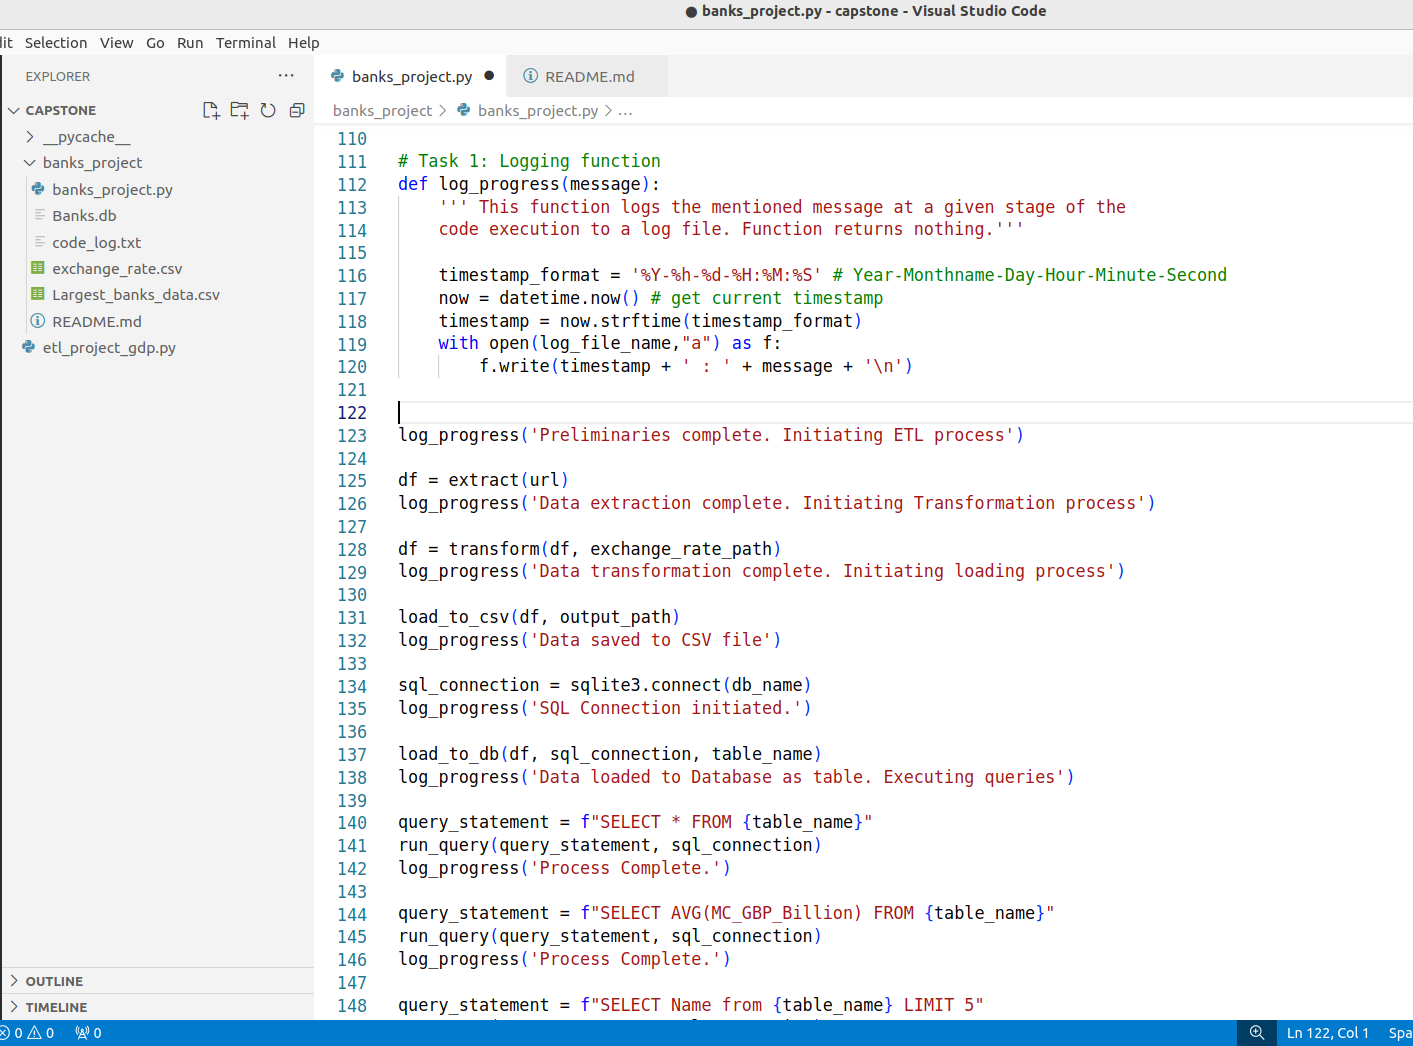 ● banks_project.py - capstone - Visual Studio Code
dit Selection View Go Run Terminal Help
EXPLORER ···
CAPSTONE
__pycache__
banks_project
banks_project.py
Banks.db
code_log.txt
exchange_rate.csv
Largest_banks_data.csv
README.md
etl_project_gdp.py
OUTLINE
TIMELINE
banks_project.py ●
README.md
banks_project > banks_project.py > ...
110
111 # Task 1: Logging function
112 def log_progress(message):
113     ''' This function logs the mentioned message at a given stage of the
114     code execution to a log file. Function returns nothing.'''
115
116     timestamp_format = '%Y-%h-%d-%H:%M:%S' # Year-Monthname-Day-Hour-Minute-Second
117     now = datetime.now() # get current timestamp
118     timestamp = now.strftime(timestamp_format)
119     with open(log_file_name,"a") as f:
120         f.write(timestamp + ' : ' + message + '\n')
121
122
123 log_progress('Preliminaries complete. Initiating ETL process')
124
125 df = extract(url)
126 log_progress('Data extraction complete. Initiating Transformation process')
127
128 df = transform(df, exchange_rate_path)
129 log_progress('Data transformation complete. Initiating loading process')
130
131 load_to_csv(df, output_path)
132 log_progress('Data saved to CSV file')
133
134 sql_connection = sqlite3.connect(db_name)
135 log_progress('SQL Connection initiated.')
136
137 load_to_db(df, sql_connection, table_name)
138 log_progress('Data loaded to Database as table. Executing queries')
139
140 query_statement = f"SELECT * FROM {table_name}"
141 run_query(query_statement, sql_connection)
142 log_progress('Process Complete.')
143
144 query_statement = f"SELECT AVG(MC_GBP_Billion) FROM {table_name}"
145 run_query(query_statement, sql_connection)
146 log_progress('Process Complete.')
147
148 query_statement = f"SELECT Name from {table_name} LIMIT 5"
0 0 0 Ln 122, Col 1 Spa